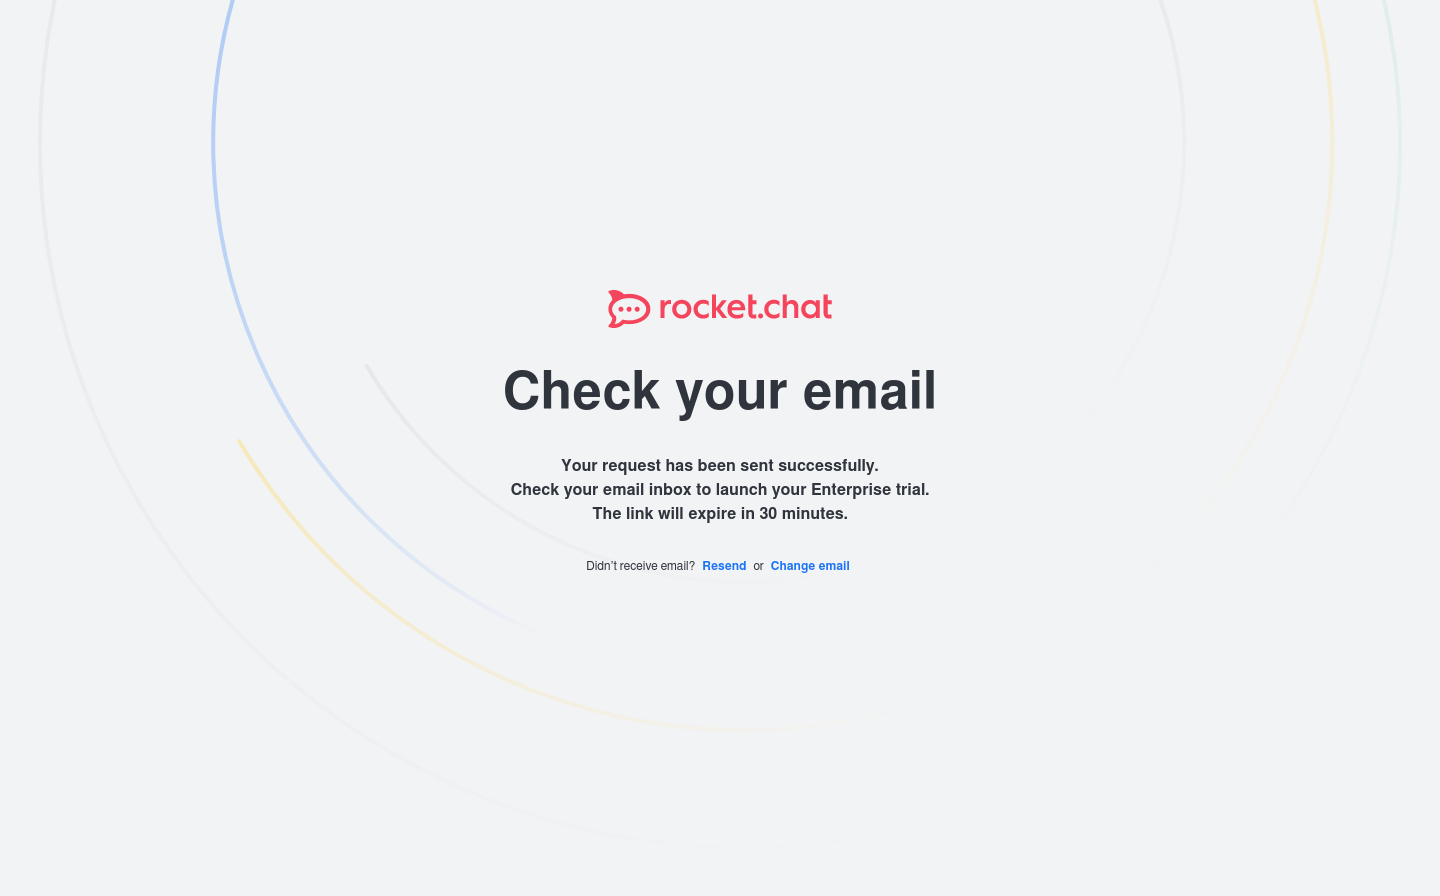 rocket.chat
Check your email
Your request has been sent successfully.
Check your email inbox to launch your Enterprise trial.
The link will expire in 30 minutes.
Didn't receive email? Resend or Change email